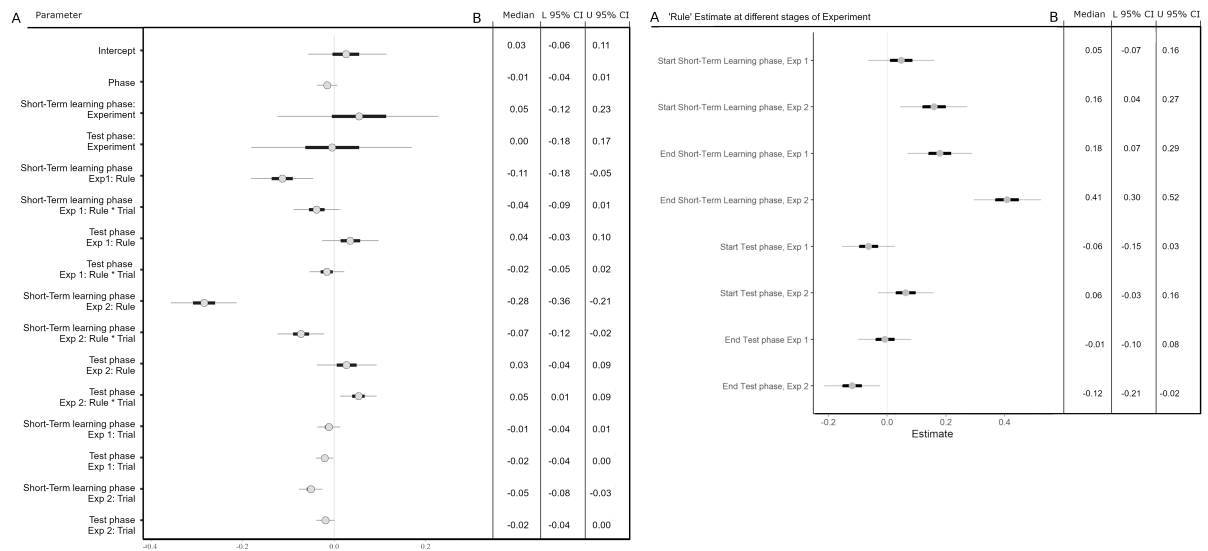 A Parameter B Median L 95% CI U 95% CI
Intercept 0.03 -0.06 0.11
Phase -0.01 -0.04 0.01
Short-Term learning phase:
Experiment 0.05 -0.12 0.23
Test phase:
Experiment 0.00 -0.18 0.17
Short-Term learning phase
Exp1: Rule -0.11 -0.18 -0.05
Short-Term learning phase
Exp 1: Rule * Trial -0.04 -0.09 0.01
Test phase
Exp 1: Rule 0.04 -0.03 0.10
Test phase
Exp 1: Rule * Trial -0.02 -0.05 0.02
Short-Term learning phase
Exp 2: Rule -0.28 -0.36 -0.21
Short-Term learning phase
Exp 2: Rule * Trial -0.07 -0.12 -0.02
Test phase
Exp 2: Rule 0.03 -0.04 0.09
Test phase
Exp 2: Rule * Trial 0.05 0.01 0.09
Short-Term learning phase
Exp 1: Trial -0.01 -0.04 0.01
Test phase
Exp 1: Trial -0.02 -0.04 0.00
Short-Term learning phase
Exp 2: Trial -0.05 -0.08 -0.03
Test phase
Exp 2: Trial -0.02 -0.04 0.00
-0.4 -0.2 0.0 0.2
A 'Rule' Estimate at different stages of Experiment B Median L 95% CI U 95% CI
Start Short-Term Learning phase, Exp 1 0.05 -0.07 0.16
Start Short-Term Learning phase, Exp 2 0.16 0.04 0.27
End Short-Term Learning phase, Exp 1 0.18 0.07 0.29
End Short-Term Learning phase, Exp 2 0.41 0.30 0.52
Start Test phase, Exp 1 -0.06 -0.15 0.03
Start Test phase, Exp 2 0.06 -0.03 0.16
End Test phase Exp 1 -0.01 -0.10 0.08
End Test phase, Exp 2 -0.12 -0.21 -0.02
-0.2 0.0 0.2 0.4
Estimate